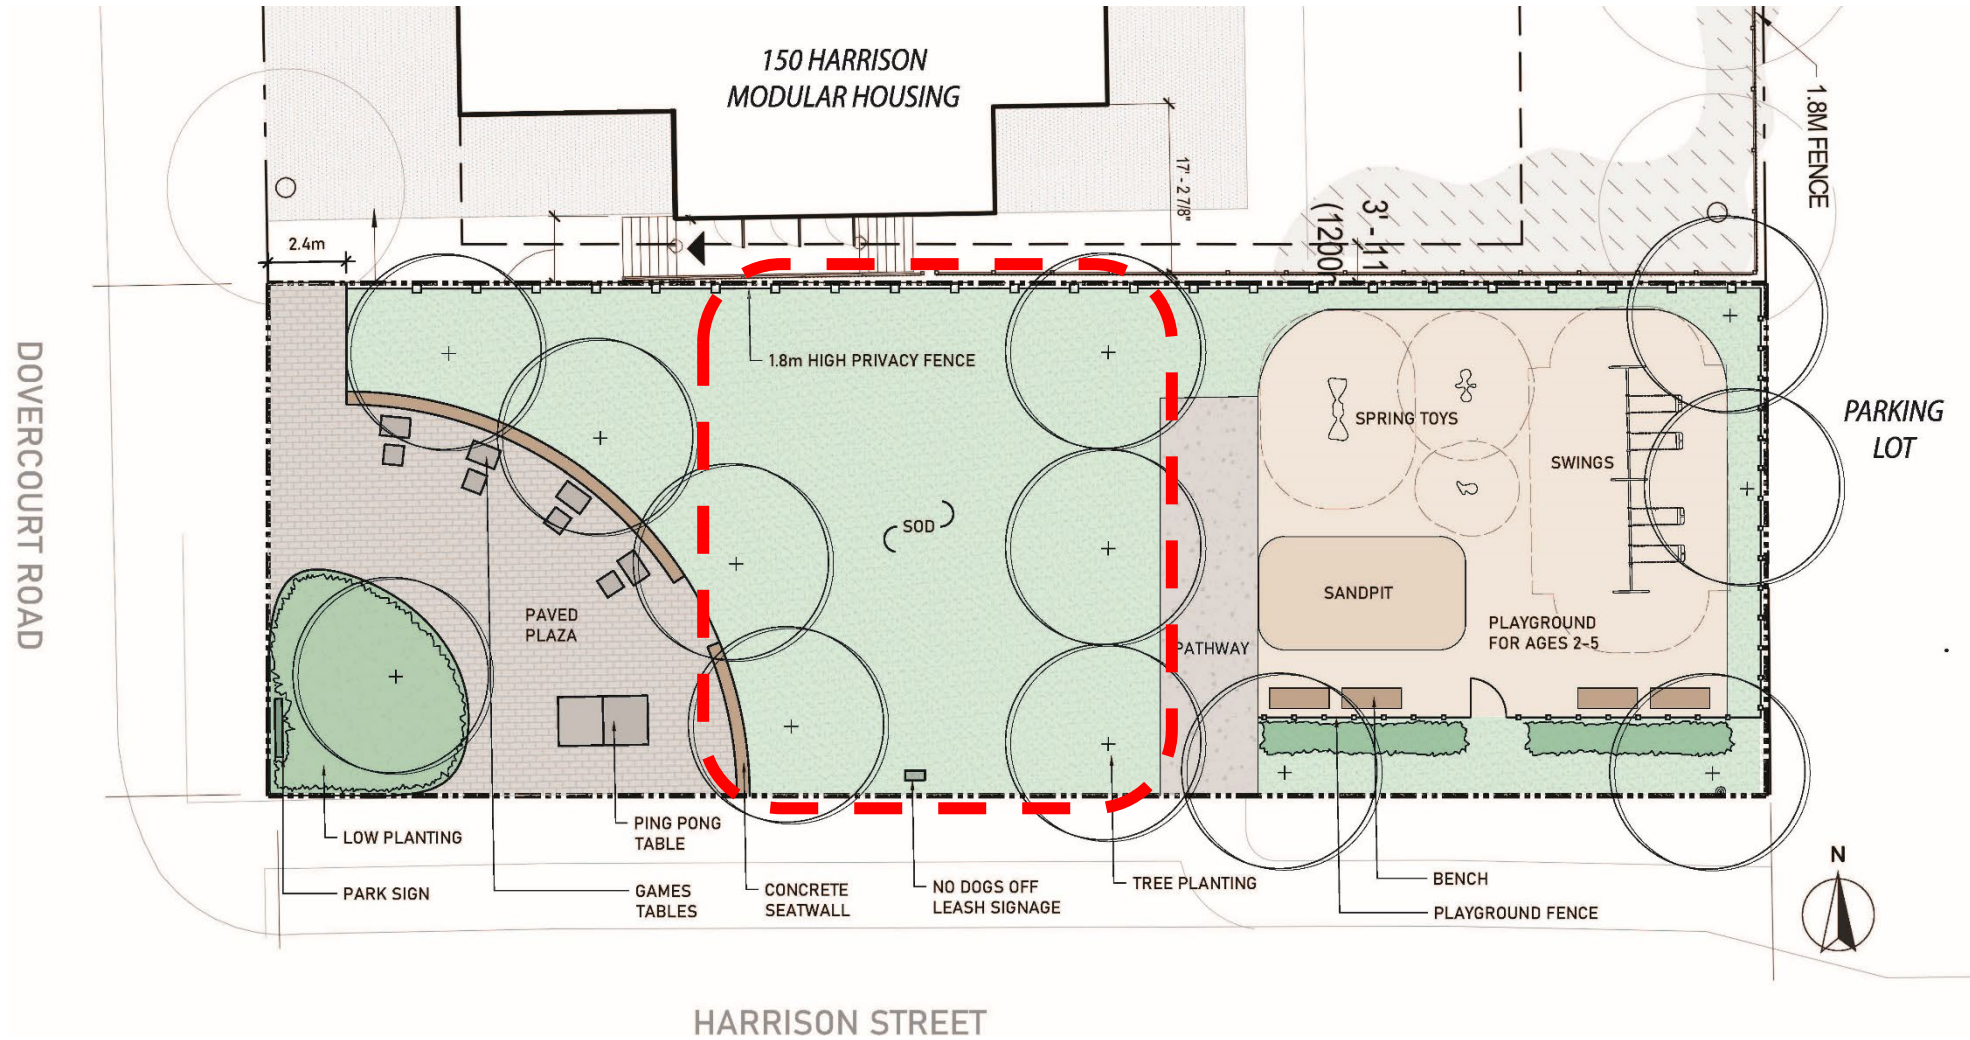 150 HARRISON
MODULAR HOUSING
1.8M FENCE
17' - 2 7/8"
3' - 11
(1200
2.4m
1.8m HIGH PRIVACY FENCE
DOVERCOURT ROAD
PARKING
LOT
SPRING TOYS
SWINGS
SOD
SANDPIT
PAVED
PLAZA
PLAYGROUND
FOR AGES 2-5
PATHWAY
LOW PLANTING
PING PONG
TABLE
PARK SIGN
GAMES
TABLES
CONCRETE
SEATWALL
NO DOGS OFF
LEASH SIGNAGE
TREE PLANTING
BENCH
PLAYGROUND FENCE
N
HARRISON STREET